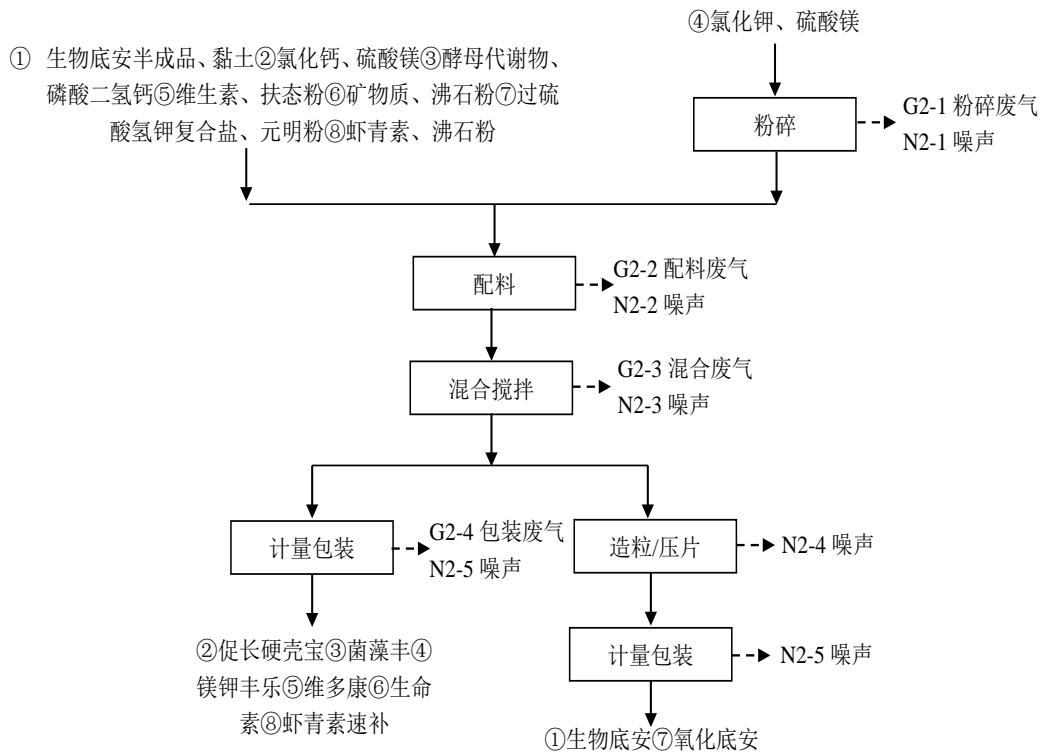 ④氯化钾、硫酸镁
① 生物底安半成品、黏土②氯化钙、硫酸镁③酵母代谢物、
磷酸二氢钙⑤维生素、扶态粉⑥矿物质、沸石粉⑦过硫
酸氢钾复合盐、元明粉⑧虾青素、沸石粉
粉碎
G2-1 粉碎废气
N2-1 噪声
配料
G2-2 配料废气
N2-2 噪声
混合搅拌
G2-3 混合废气
N2-3 噪声
计量包装
G2-4 包装废气
N2-5 噪声
造粒/压片
N2-4 噪声
②促长硬壳宝③菌藻丰④
镁钾丰乐⑤维多康⑥生命
素⑧虾青素速补
计量包装
N2-5 噪声
①生物底安⑦氧化底安